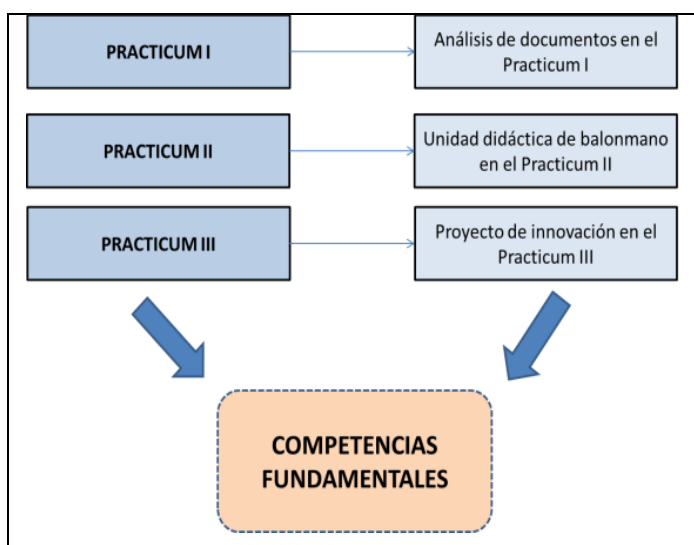 PRACTICUM I
Análisis de documentos en el
Practicum I
PRACTICUM II
Unidad didáctica de balonmano
en el Practicum II
PRACTICUM III
Proyecto de innovación en el
Practicum III
COMPETENCIAS
FUNDAMENTALES